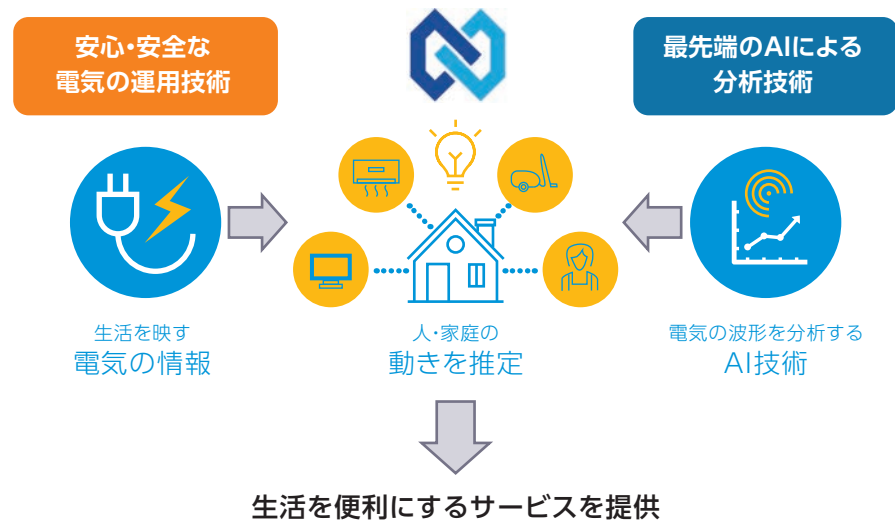 安心・安全な
電気の運用技術
最先端のAIによる
分析技術
生活を映す
電気の情報
人・家庭の
動きを推定
電気の波形を分析する
AI技術
生活を便利にするサービスを提供